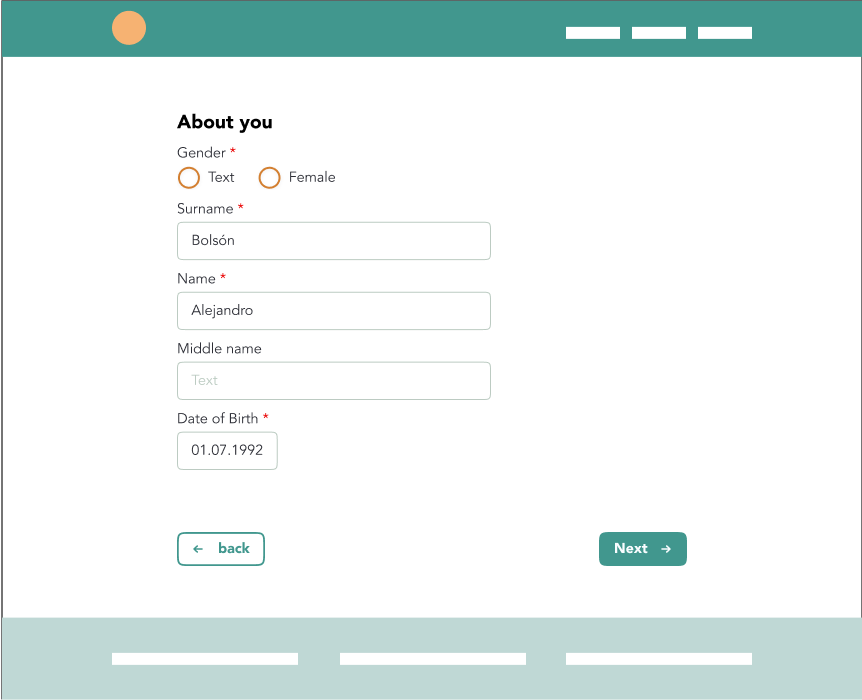 About you
Gender *
Text Female
Surname *
Bolsón
Name *
Alejandro
Middle name
Text
Date of Birth *
01.07.1992
← back Next →